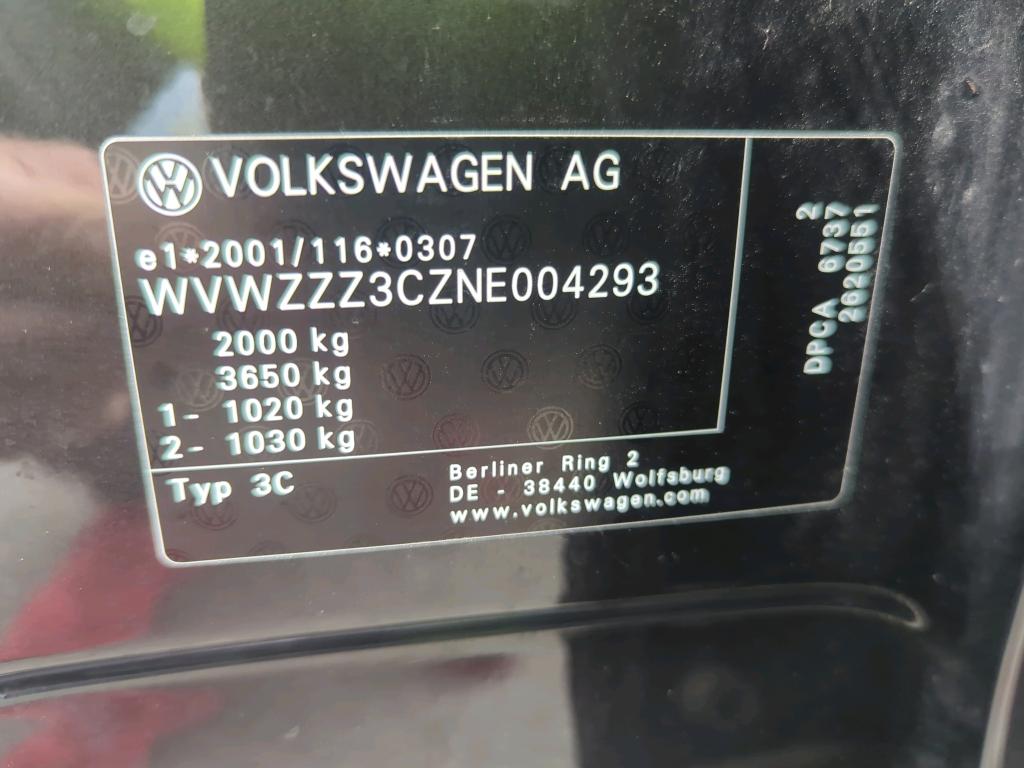 VOLKSWAGEN AG
e1*2001/116*0307
WVWZZZ3CZNE004293
2000 kg
3650 kg
1- 1020 kg
2- 1030 kg
Typ 3C
Berliner Ring 2
DE - 38440 Wolfsburg
www.volkswagen.com
2
DPCA 6737
2620551